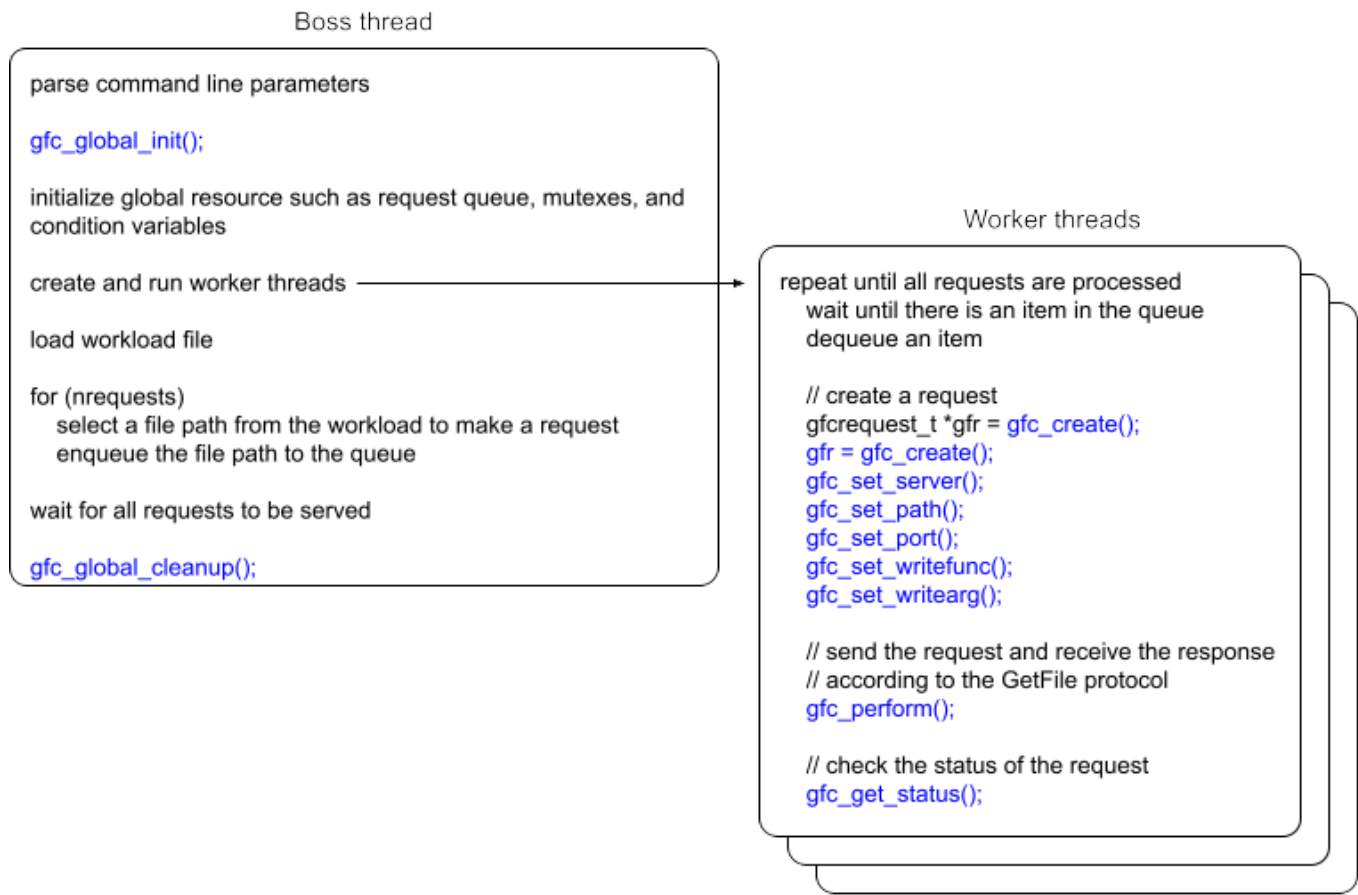 Boss thread
parse command line parameters
gfc_global_init();
initialize global resource such as request queue, mutexes, and
condition variables
create and run worker threads
load workload file
for (nrequests)
select a file path from the workload to make a request
enqueue the file path to the queue
wait for all requests to be served
gfc_global_cleanup();
Worker threads
repeat until all requests are processed
wait until there is an item in the queue
dequeue an item
// create a request
gfcrequest_t *gfr = gfc_create();
gfr = gfc_create();
gfc_set_server();
gfc_set_path();
gfc_set_port();
gfc_set_writefunc();
gfc_set_writearg();
// send the request and receive the response
// according to the GetFile protocol
gfc_perform();
// check the status of the request
gfc_get_status();